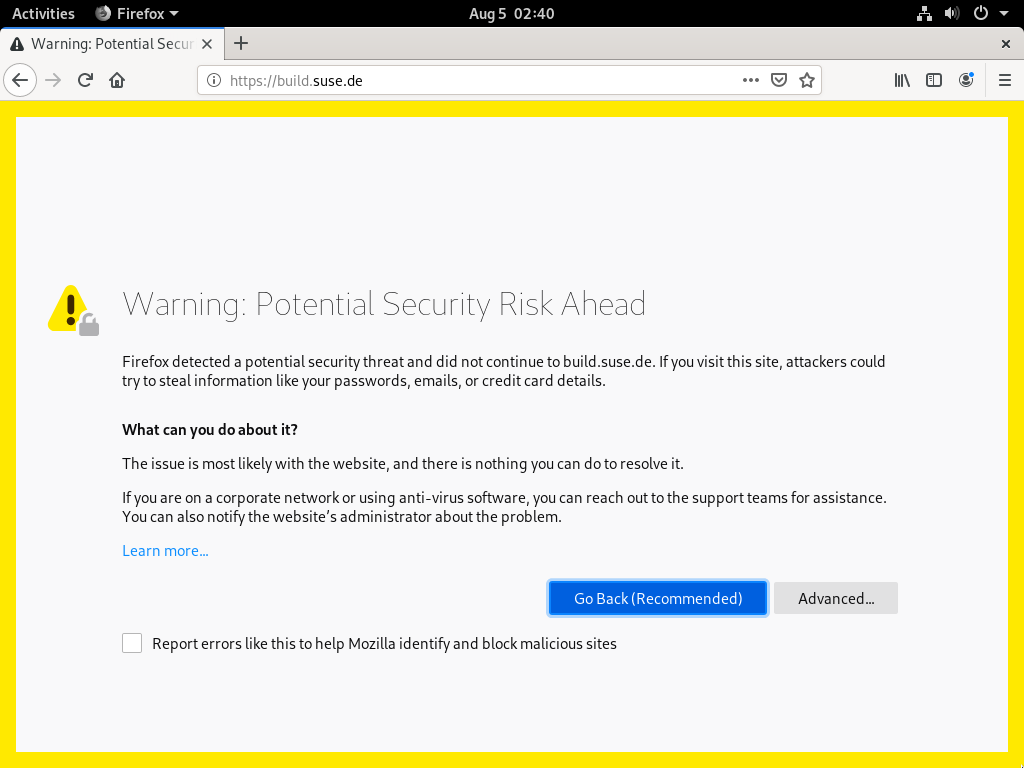 Activities Firefox Aug 5 02:40
Warning: Potential Secur
https://build.suse.de
Warning: Potential Security Risk Ahead
Firefox detected a potential security threat and did not continue to build.suse.de. If you visit this site, attackers could
try to steal information like your passwords, emails, or credit card details.
What can you do about it?
The issue is most likely with the website, and there is nothing you can do to resolve it.
If you are on a corporate network or using anti-virus software, you can reach out to the support teams for assistance.
You can also notify the website’s administrator about the problem.
Learn more…
Go Back (Recommended) Advanced…
Report errors like this to help Mozilla identify and block malicious sites